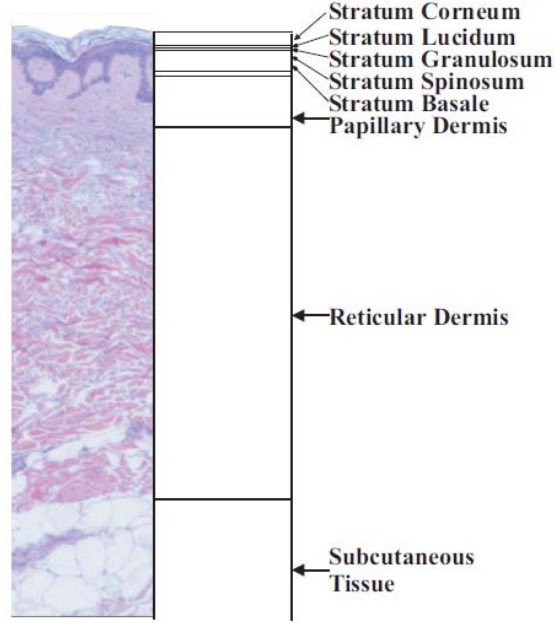 Stratum Corneum
Stratum Lucidum
Stratum Granulosum
Stratum Spinosum
Stratum Basale
Papillary Dermis
Reticular Dermis
Subcutaneous
Tissue